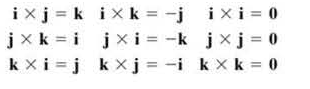 i × j = k i × k = −j i × i = 0
j × k = i j × i = −k j × j = 0
k × i = j k × j = −i k × k = 0